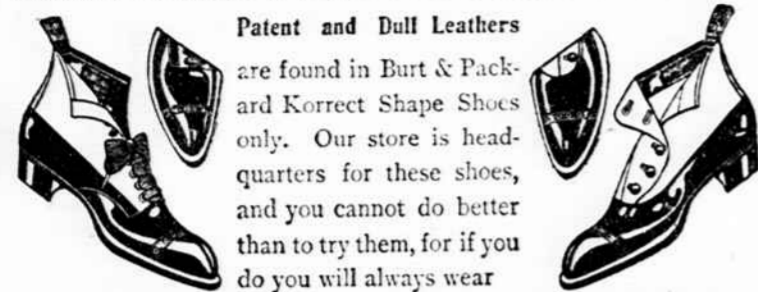 Patent and Dull Leathers
are found in Burt & Pack-
ard Korrect Shape Shoes
only. Our store is head-
quarters for these shoes,
and you cannot do better
than to try them, for if you
do you will always wear